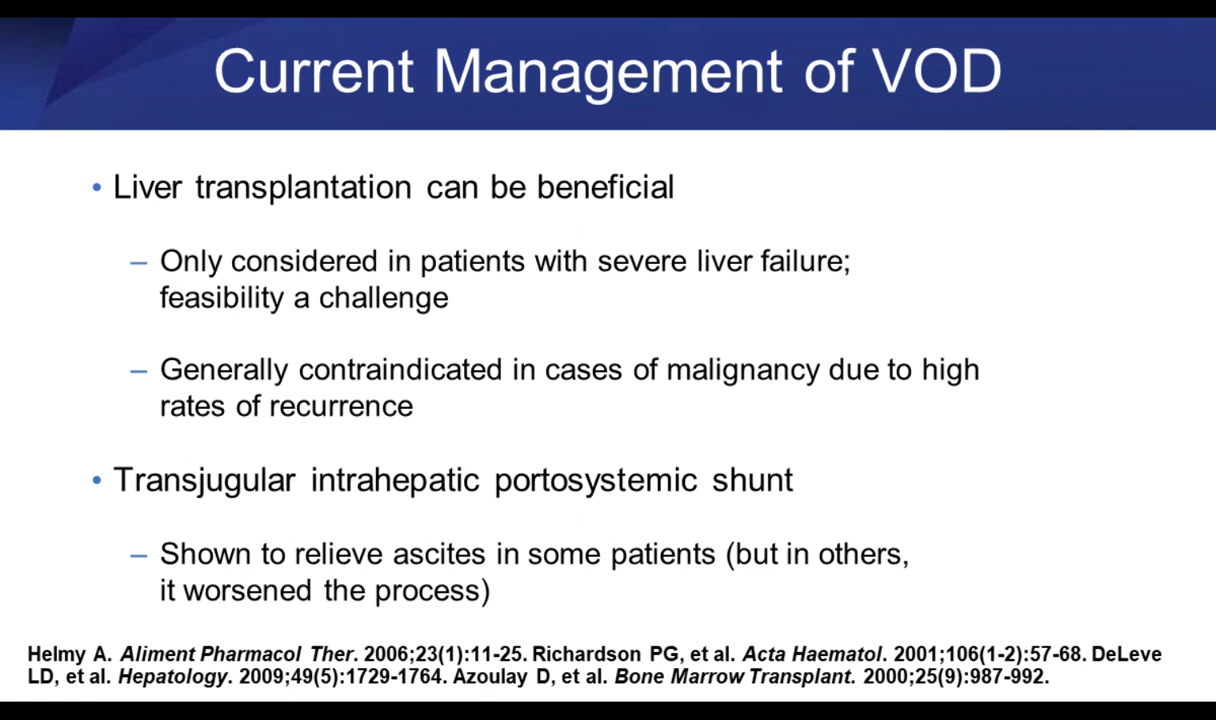 Current Management of VOD
• Liver transplantation can be beneficial
– Only considered in patients with severe liver failure;
feasibility a challenge
– Generally contraindicated in cases of malignancy due to high
rates of recurrence
• Transjugular intrahepatic portosystemic shunt
– Shown to relieve ascites in some patients (but in others,
it worsened the process)
Helmy A. Aliment Pharmacol Ther. 2006;23(1):11-25. Richardson PG, et al. Acta Haematol. 2001;106(1-2):57-68. DeLeve
LD, et al. Hepatology. 2009;49(5):1729-1764. Azoulay D, et al. Bone Marrow Transplant. 2000;25(9):987-992.